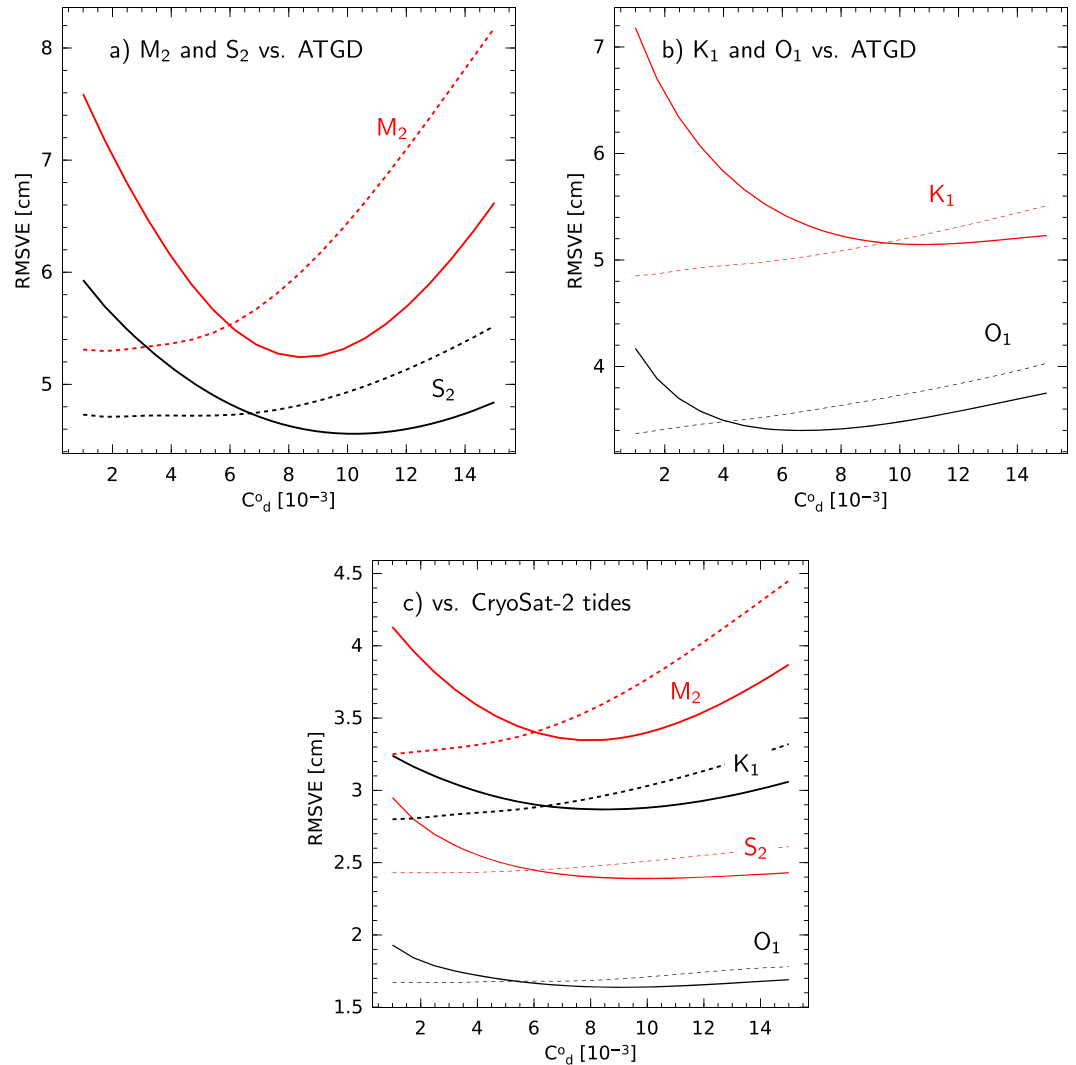 a) M₂ and S₂ vs. ATGD
RMSVE [cm]
8
7
6
5
M₂
S₂
2 4 6 8 10 12 14
Cᵒd [10⁻³]
b) K₁ and O₁ vs. ATGD
RMSVE [cm]
7
6
5
4
K₁
O₁
2 4 6 8 10 12 14
Cᵒd [10⁻³]
c) vs. CryoSat-2 tides
RMSVE [cm]
4.5
4
3.5
3
2.5
2
1.5
M₂
K₁
S₂
O₁
2 4 6 8 10 12 14
Cᵒd [10⁻³]